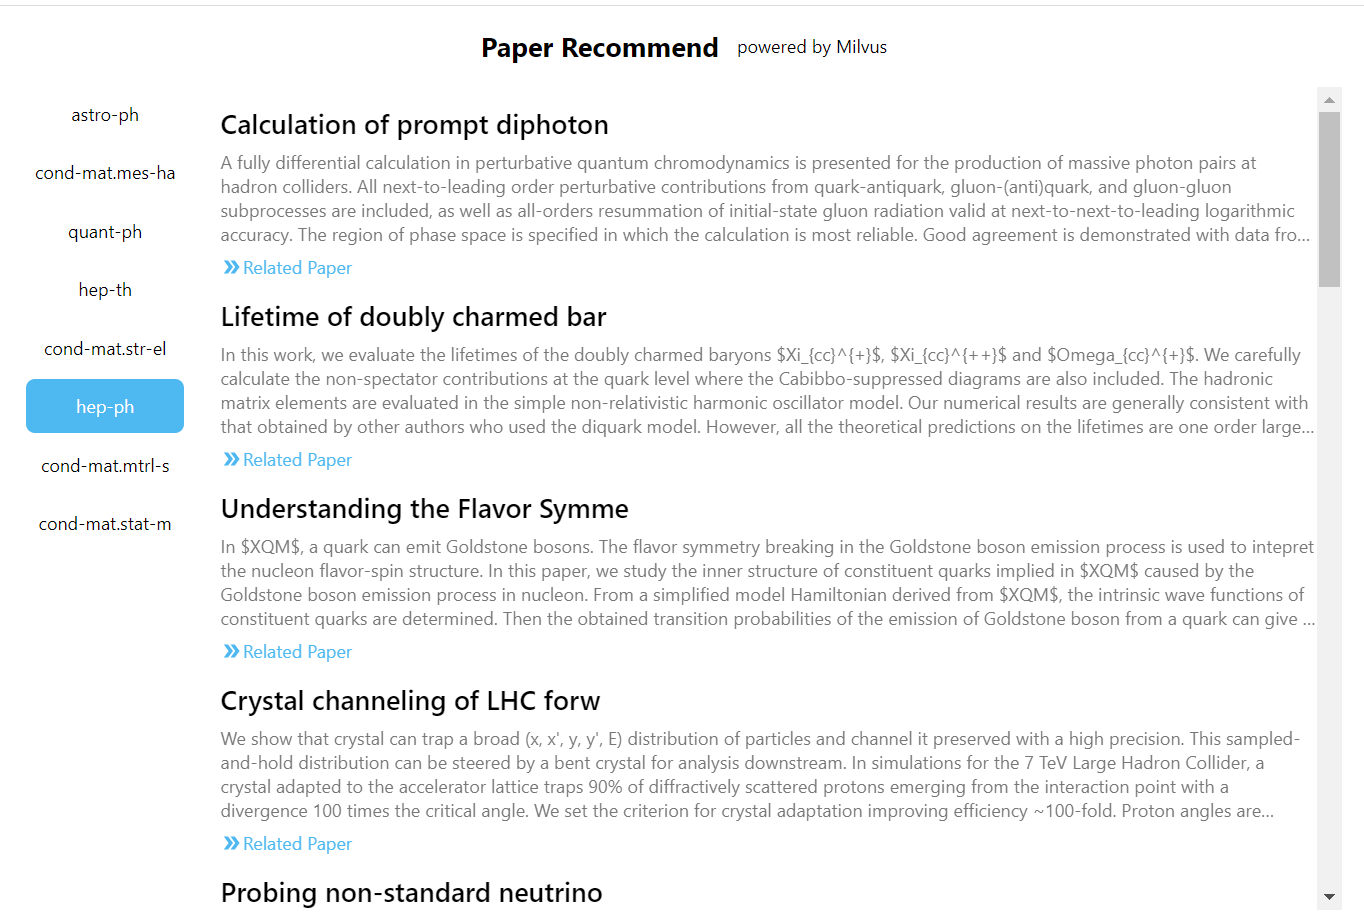 Paper Recommend powered by Milvus
astro-ph
cond-mat.mes-ha
quant-ph
hep-th
cond-mat.str-el
hep-ph
cond-mat.mtrl-s
cond-mat.stat-m
Calculation of prompt diphoton
A fully differential calculation in perturbative quantum chromodynamics is presented for the production of massive photon pairs at
hadron colliders. All next-to-leading order perturbative contributions from quark-antiquark, gluon-(anti)quark, and gluon-gluon
subprocesses are included, as well as all-orders resummation of initial-state gluon radiation valid at next-to-next-to-leading logarithmic
accuracy. The region of phase space is specified in which the calculation is most reliable. Good agreement is demonstrated with data fro...
Related Paper
Lifetime of doubly charmed bar
In this work, we evaluate the lifetimes of the doubly charmed baryons $Xi_{cc}^{+}$, $Xi_{cc}^{++}$ and $Omega_{cc}^{+}$. We carefully
calculate the non-spectator contributions at the quark level where the Cabibbo-suppressed diagrams are also included. The hadronic
matrix elements are evaluated in the simple non-relativistic harmonic oscillator model. Our numerical results are generally consistent with
that obtained by other authors who used the diquark model. However, all the theoretical predictions on the lifetimes are one order large...
Related Paper
Understanding the Flavor Symme
In $XQM$, a quark can emit Goldstone bosons. The flavor symmetry breaking in the Goldstone boson emission process is used to intepret
the nucleon flavor-spin structure. In this paper, we study the inner structure of constituent quarks implied in $XQM$ caused by the
Goldstone boson emission process in nucleon. From a simplified model Hamiltonian derived from $XQM$, the intrinsic wave functions of
constituent quarks are determined. Then the obtained transition probabilities of the emission of Goldstone boson from a quark can give ...
Related Paper
Crystal channeling of LHC forw
We show that crystal can trap a broad (x, x', y, y', E) distribution of particles and channel it preserved with a high precision. This sampled-
and-hold distribution can be steered by a bent crystal for analysis downstream. In simulations for the 7 TeV Large Hadron Collider, a
crystal adapted to the accelerator lattice traps 90% of diffractively scattered protons emerging from the interaction point with a
divergence 100 times the critical angle. We set the criterion for crystal adaptation improving efficiency ~100-fold. Proton angles are...
Related Paper
Probing non-standard neutrino